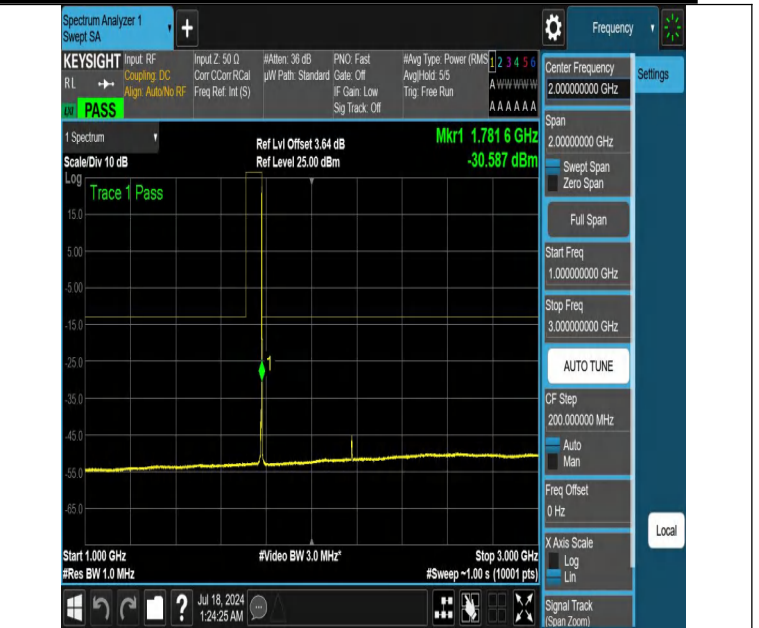 Spectrum Analyzer 1
Swept SA
+
Frequency
KEYSIGHT
RL
PASS
Input: RF
Coupling: DC
Align: Auto/No RF
Input Z: 50 Ω
Corr CCorr RCal
Freq Ref: Int (S)
#Atten: 36 dB
µW Path: Standard
PNO: Fast
Gate: Off
IF Gain: Low
Sig Track: Off
#Avg Type: Power (RMS
Avg|Hold: 5/5
Trig: Free Run
1 2 3 4 5 6
A W W W W W
A A A A A A
Center Frequency
2.000000000 GHz
Settings
1 Spectrum
Scale/Div 10 dB
Ref Lvl Offset 3.64 dB
Ref Level 25.00 dBm
Mkr1 1.781 6 GHz
-30.587 dBm
Log
Trace 1 Pass
15.0
5.00
-5.00
-15.0
-25.0
-35.0
-45.0
-55.0
-65.0
1
Start 1.000 GHz
#Res BW 1.0 MHz
#Video BW 3.0 MHz*
Stop 3.000 GHz
#Sweep ~1.00 s (10001 pts)
Span
2.00000000 GHz
Swept Span
Zero Span
Full Span
Start Freq
1.000000000 GHz
Stop Freq
3.000000000 GHz
AUTO TUNE
CF Step
200.000000 MHz
Auto
Man
Freq Offset
0 Hz
X Axis Scale
Log
Lin
Signal Track
(Span Zoom)
Local
?
Jul 18, 2024
1:24:25 AM